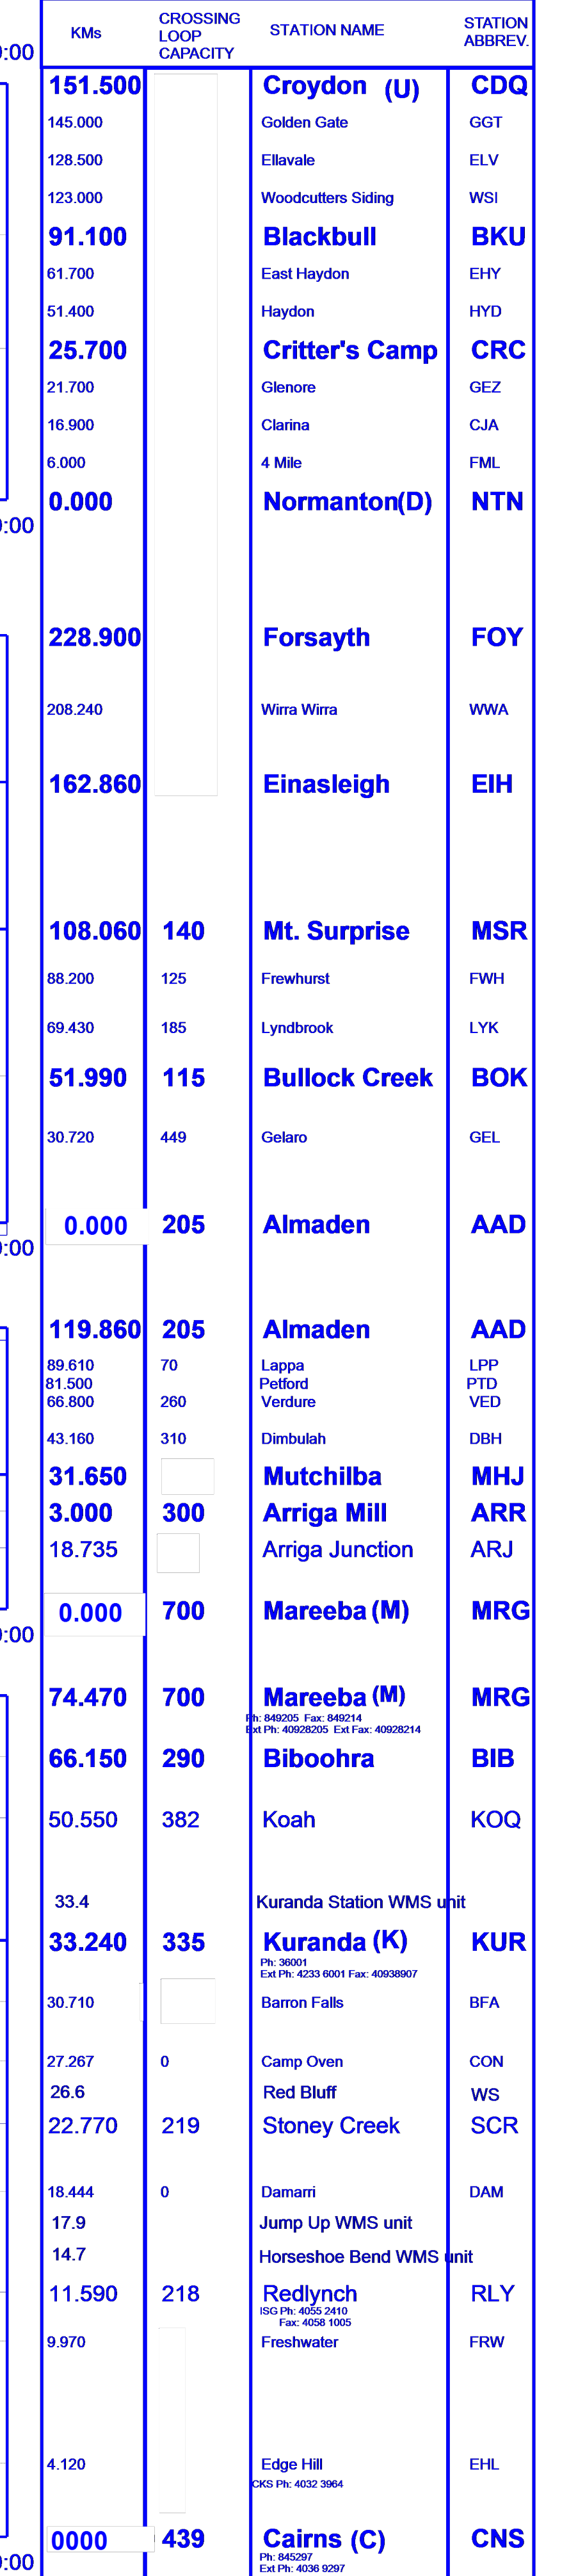 KMs CROSSING LOOP CAPACITY STATION NAME STATION ABBREV.
0:00
151.500 Croydon (U) CDQ
145.000 Golden Gate GGT
128.500 Ellavale ELV
123.000 Woodcutters Siding WSI
91.100 Blackbull BKU
61.700 East Haydon EHY
51.400 Haydon HYD
25.700 Critter's Camp CRC
21.700 Glenore GEZ
16.900 Clarina CJA
6.000 4 Mile FML
0.000 Normanton(D) NTN
0:00
228.900 Forsayth FOY
208.240 Wirra Wirra WWA
162.860 Einasleigh EIH
108.060 140 Mt. Surprise MSR
88.200 125 Frewhurst FWH
69.430 185 Lyndbrook LYK
51.990 115 Bullock Creek BOK
30.720 449 Gelaro GEL
0.000 205 Almaden AAD
0:00
119.860 205 Almaden AAD
89.610 70 Lappa LPP
81.500 Petford PTD
66.800 260 Verdure VED
43.160 310 Dimbulah DBH
31.650 Mutchilba MHJ
3.000 300 Arriga Mill ARR
18.735 Arriga Junction ARJ
0.000 700 Mareeba (M) MRG
0:00
74.470 700 Mareeba (M) MRG
Ph: 849205 Fax: 849214
Ext Ph: 40928205 Ext Fax: 40928214
66.150 290 Biboohra BIB
50.550 382 Koah KOQ
33.4 Kuranda Station WMS unit
33.240 335 Kuranda (K) KUR
Ph: 36001
Ext Ph: 4233 6001 Fax: 40938907
30.710 Barron Falls BFA
27.267 0 Camp Oven CON
26.6 Red Bluff WS
22.770 219 Stoney Creek SCR
18.444 0 Damarri DAM
17.9 Jump Up WMS unit
14.7 Horseshoe Bend WMS unit
11.590 218 Redlynch RLY
ISG Ph: 4055 2410
Fax: 4058 1005
9.970 Freshwater FRW
4.120 Edge Hill EHL
CKS Ph: 4032 3964
0000 439 Cairns (C) CNS
0:00
Ph: 845297
Ext Ph: 4036 9297